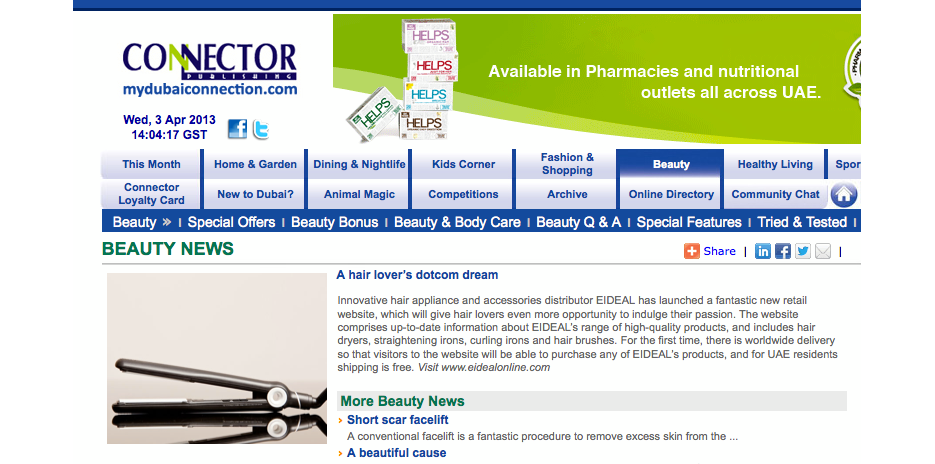 CONNECTOR
PUBLISHING
mydubaiconnection.com
Wed, 3 Apr 2013
14:04:17 GST
HELPS
HELPS
HELPS
HELPS
HELPS
Available in Pharmacies and nutritional
outlets all across UAE.
This Month
Home & Garden
Dining & Nightlife
Kids Corner
Fashion &
Shopping
Beauty
Healthy Living
Spor
Connector
Loyalty Card
New to Dubai?
Animal Magic
Competitions
Archive
Online Directory
Community Chat
Beauty » | Special Offers | Beauty Bonus | Beauty & Body Care | Beauty Q & A | Special Features | Tried & Tested |
BEAUTY NEWS
Share | |
A hair lover's dotcom dream
Innovative hair appliance and accessories distributor EIDEAL has launched a fantastic new retail
website, which will give hair lovers even more opportunity to indulge their passion. The website
comprises up-to-date information about EIDEAL's range of high-quality products, and includes hair
dryers, straightening irons, curling irons and hair brushes. For the first time, there is worldwide delivery
so that visitors to the website will be able to purchase any of EIDEAL's products, and for UAE residents
shipping is free. Visit www.eidealonline.com
More Beauty News
› Short scar facelift
A conventional facelift is a fantastic procedure to remove excess skin from the ...
› A beautiful cause